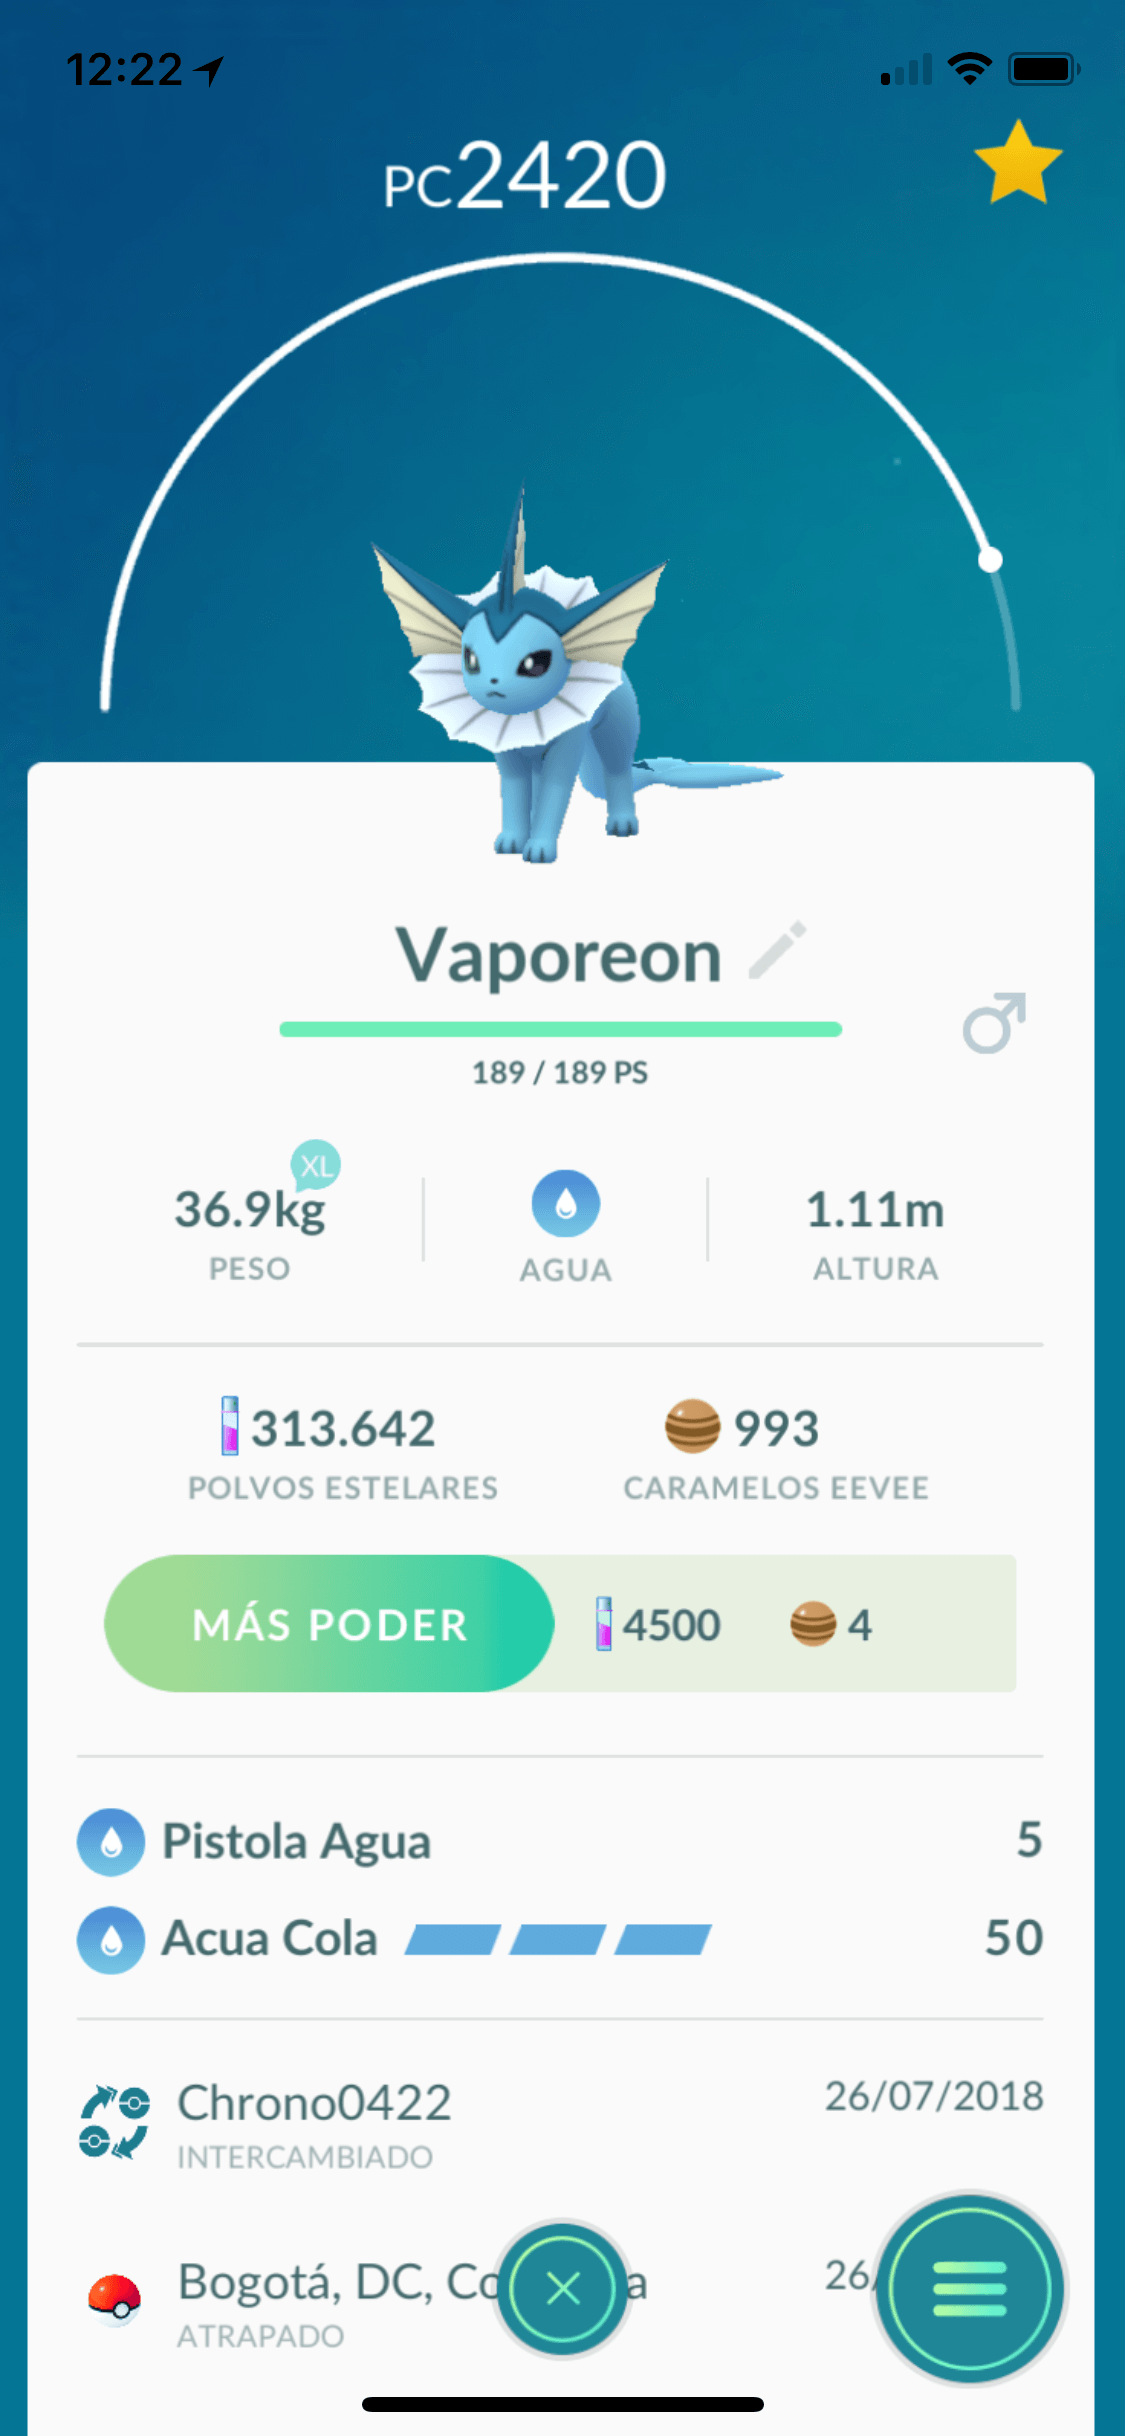 12:22
PC2420
Vaporeon
189 / 189 PS
XL
36.9kg
PESO
AGUA
1.11m
ALTURA
313.642
POLVOS ESTELARES
993
CARAMELOS EEVEE
MÁS PODER 4500 4
Pistola Agua 5
Acua Cola 50
Chrono0422 26/07/2018
INTERCAMBIADO
Bogotá, DC, 26/
ATRAPADO